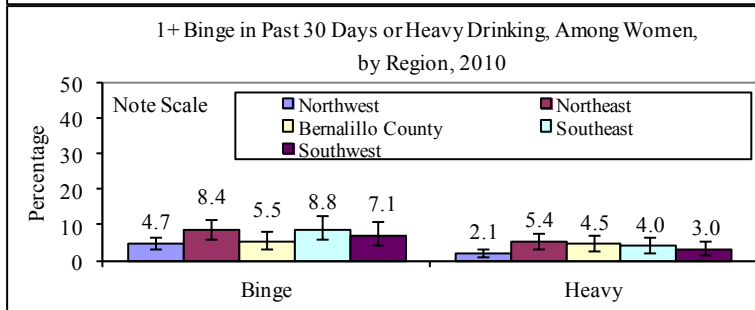 1+ Binge in Past 30 Days or Heavy Drinking, Among Women,
by Region, 2010
Note Scale
Northwest
Northeast
Bernalillo County
Southeast
Southwest
Percentage
50
40
30
20
10
0
4.7
8.4
5.5
8.8
7.1
2.1
5.4
4.5
4.0
3.0
Binge
Heavy